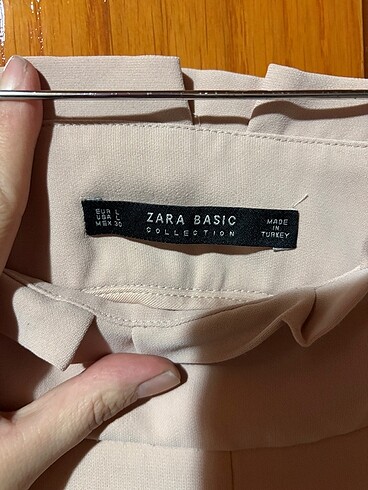 EUR L
USA L
MEX 30
ZARA BASIC
COLLECTION
MADE
IN
TURKEY